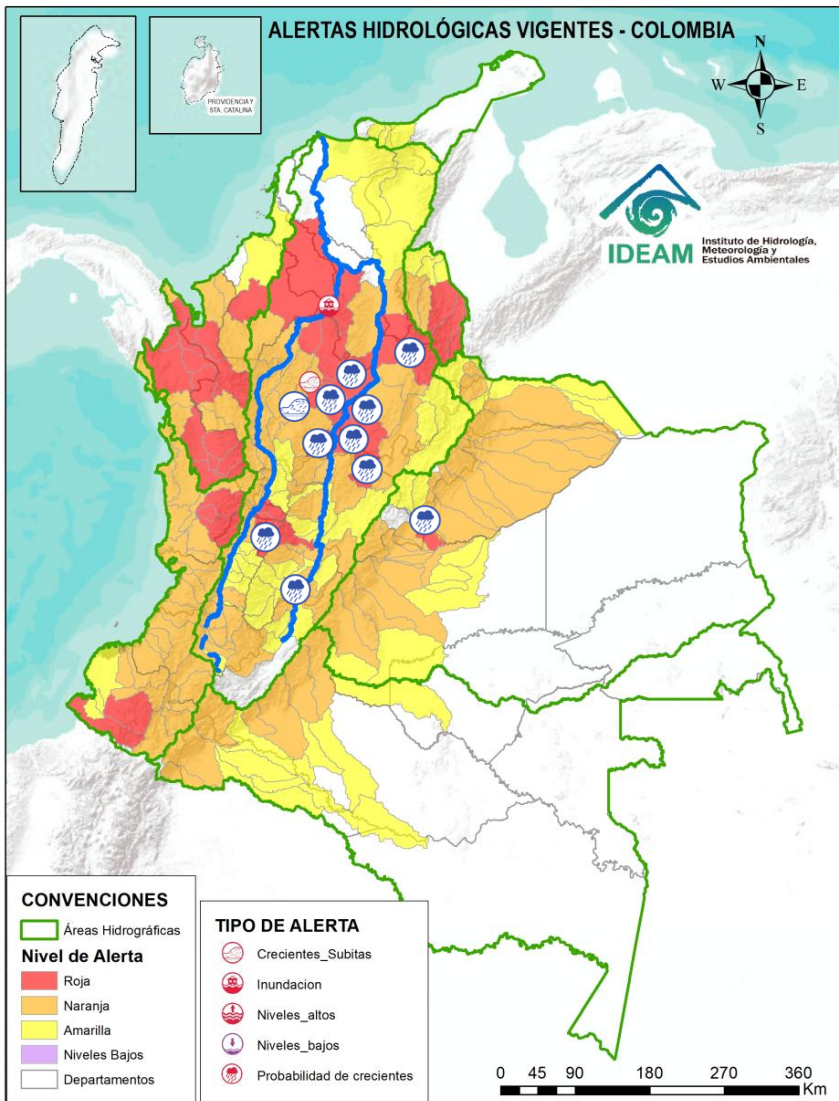 ALERTAS HIDROLÓGICAS VIGENTES - COLOMBIA
PROVIDENCIA Y
STA. CATALINA
N
W
E
S
IDEAM
Instituto de Hidrología,
Meteorología y
Estudios Ambientales
CONVENCIONES
Áreas Hidrográficas
Nivel de Alerta
Roja
Naranja
Amarilla
Niveles Bajos
Departamentos
TIPO DE ALERTA
Crecientes_Subitas
Inundacion
Niveles_altos
Niveles_bajos
Probabilidad de crecientes
0 45 90 180 270 360
Km